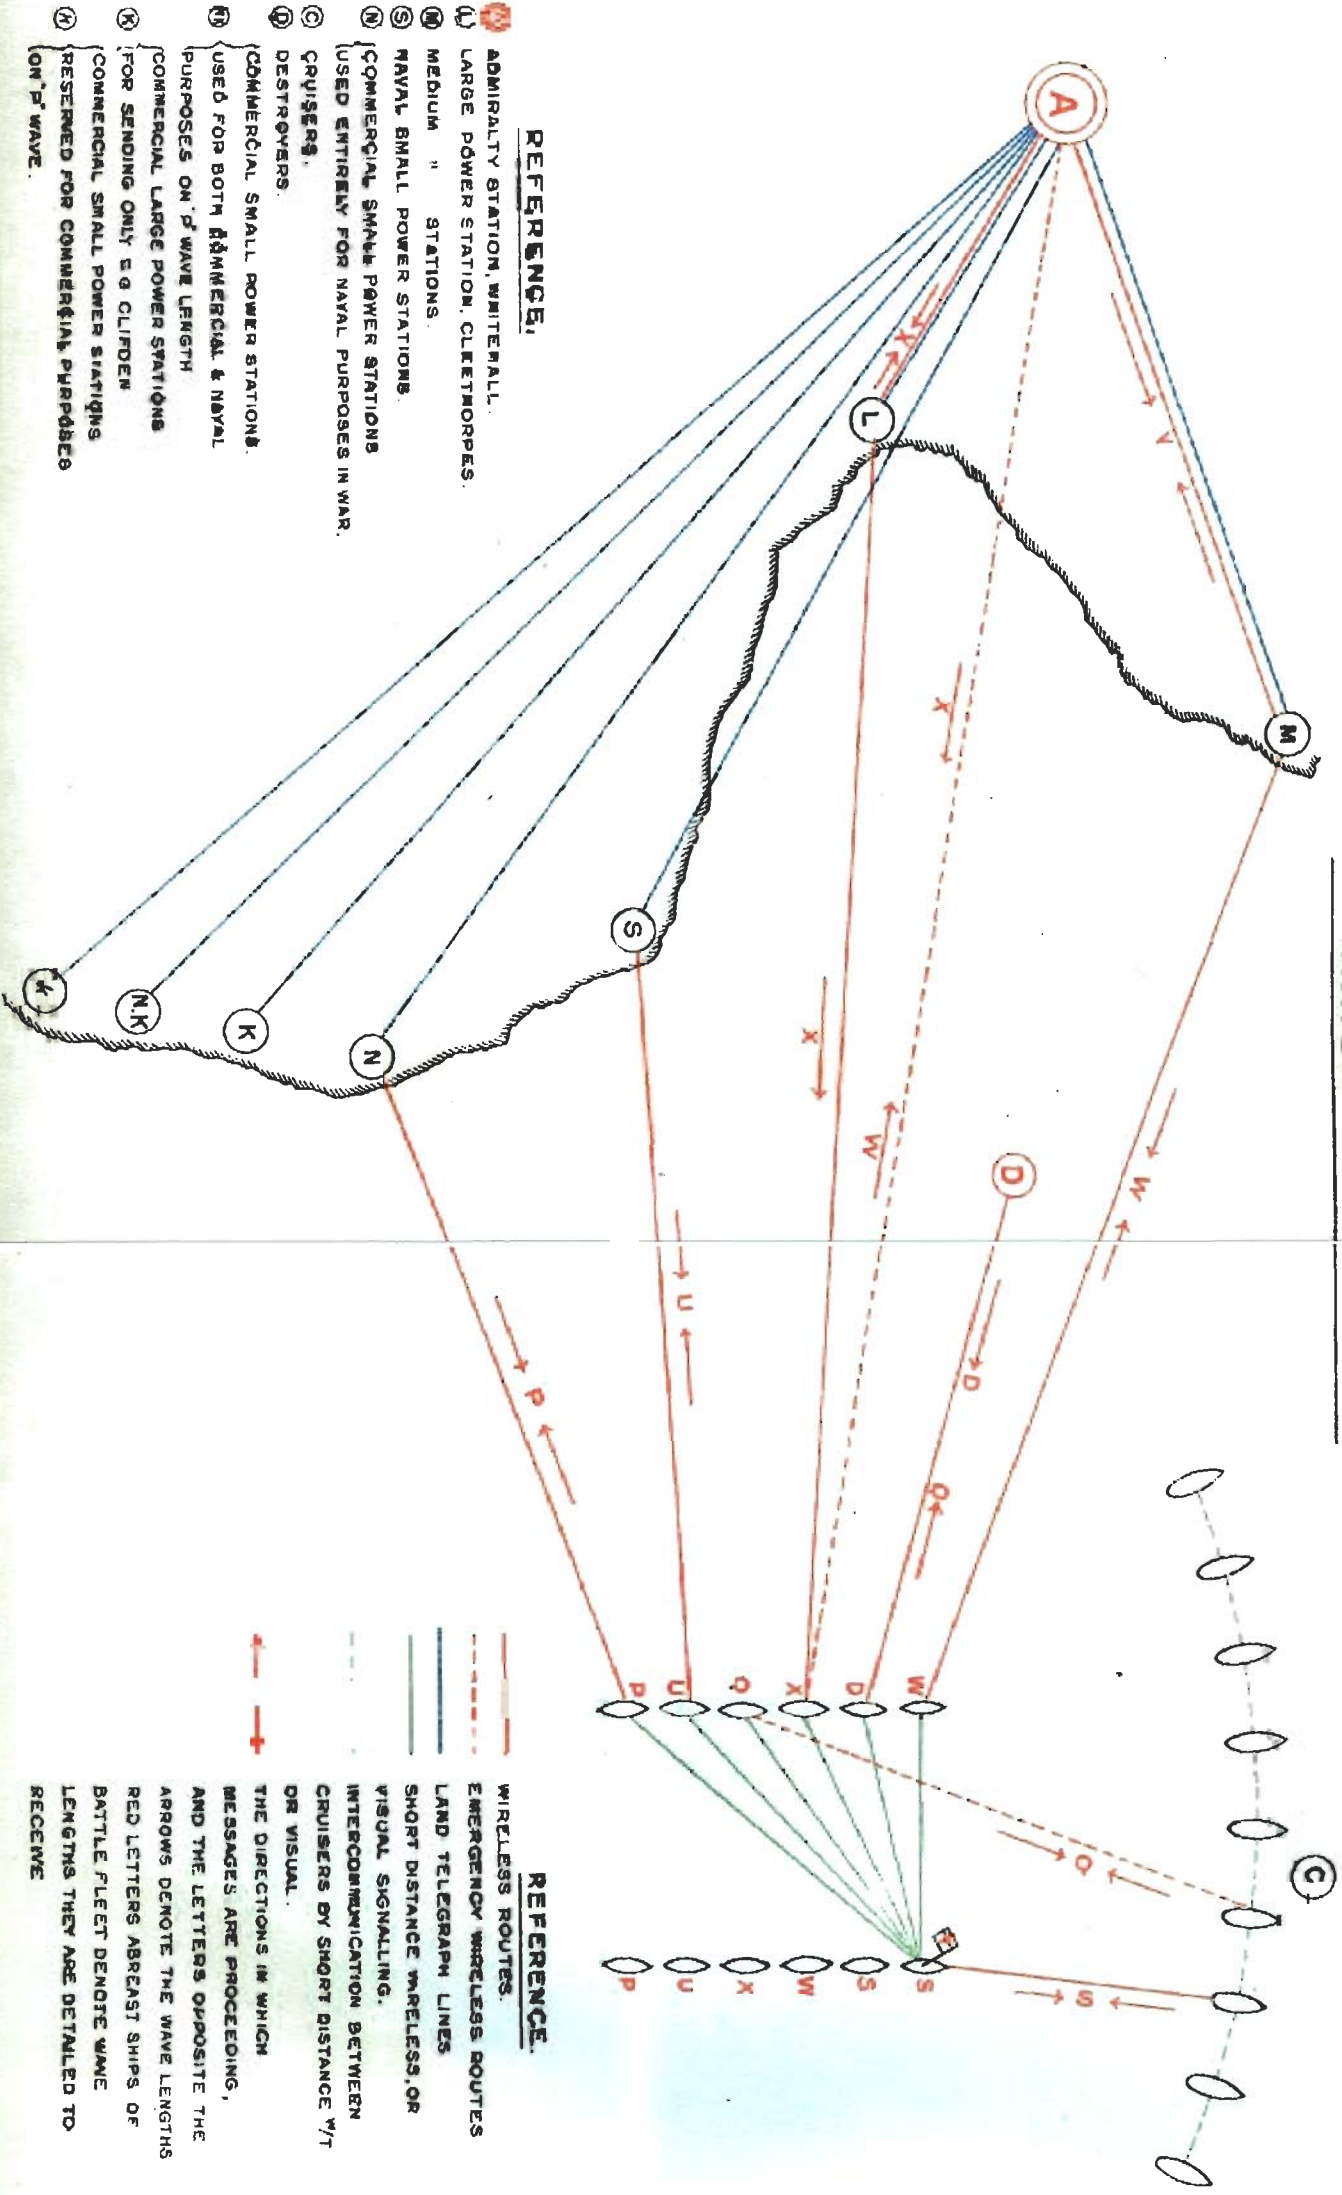 REFERENCE.
A ADMIRALTY STATION, WHITEHALL.
L LARGE POWER STATION, CLEETHORPES.
M MEDIUM " STATIONS.
S NAVAL SMALL POWER STATIONS.
N COMMERCIAL SMALL POWER STATIONS
USED ENTIRELY FOR NAVAL PURPOSES IN WAR.
C CRUISERS.
D DESTROYERS.
COMMERCIAL SMALL POWER STATIONS.
NK USED FOR BOTH COMMERCIAL & NAVAL
PURPOSES ON "P" WAVE LENGTH
COMMERCIAL LARGE POWER STATIONS
K FOR SENDING ONLY E.G CLIFDEN
COMMERCIAL SMALL POWER STATIONS
RESERVED FOR COMMERCIAL PURPOSES
ON "P" WAVE.
A
L
M
S
N
K
N.K
D
C
V
X
X
X
W
W
D
Q
U
P
Q
S
W
D
X
Q
U
P
S
S
W
X
U
P
REFERENCE.
WIRELESS ROUTES.
EMERGENCY WIRELESS ROUTES
LAND TELEGRAPH LINES
SHORT DISTANCE WIRELESS, OR
VISUAL SIGNALLING.
INTERCOMMUNICATION BETWEEN
CRUISERS BY SHORT DISTANCE W/T
OR VISUAL.
THE DIRECTIONS IN WHICH
MESSAGES ARE PROCEEDING,
AND THE LETTERS OPPOSITE THE
ARROWS DENOTE THE WAVE LENGTHS
RED LETTERS ABREAST SHIPS OF
BATTLE FLEET DENOTE WAVE
LENGTHS THEY ARE DETAILED TO
RECEIVE